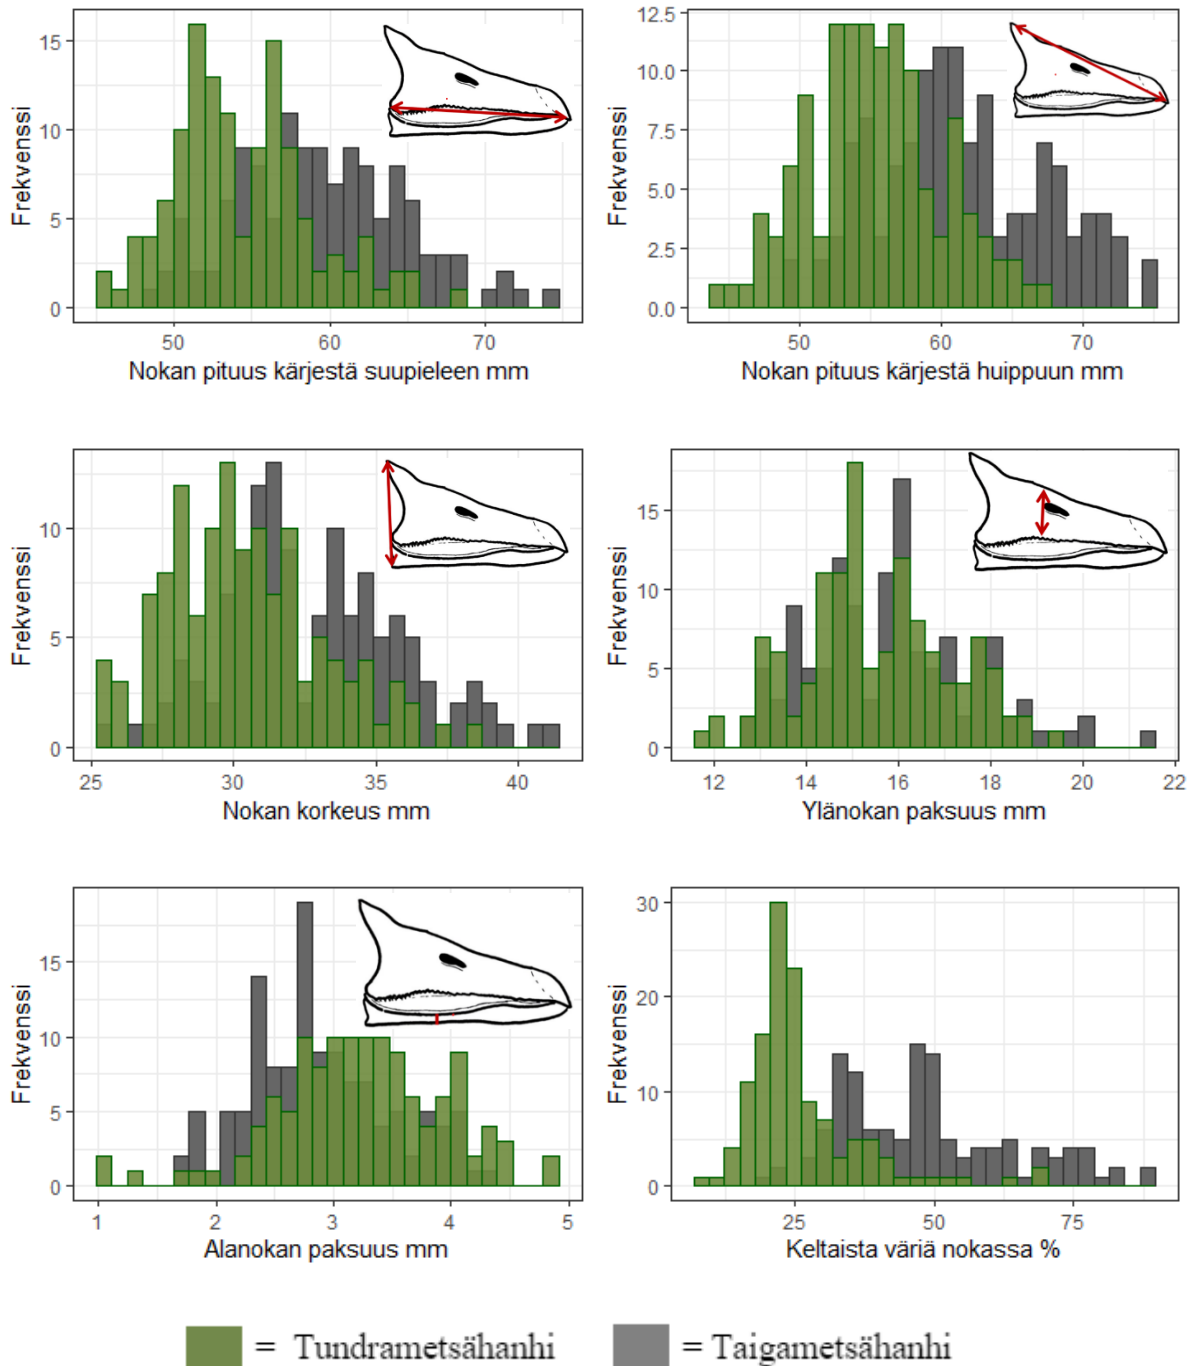 15
10
5
0
Frekvenssi
50 60 70
Nokan pituus kärjestä suupieleen mm
12.5
10.0
7.5
5.0
2.5
0.0
Frekvenssi
50 60 70
Nokan pituus kärjestä huippuun mm
10
5
0
Frekvenssi
25 30 35 40
Nokan korkeus mm
15
10
5
0
Frekvenssi
12 14 16 18 20 22
Ylänokan paksuus mm
15
10
5
0
Frekvenssi
1 2 3 4 5
Alanokan paksuus mm
30
20
10
0
Frekvenssi
25 50 75
Keltaista väriä nokassa %
= Tundrametsähanhi = Taigametsähanhi